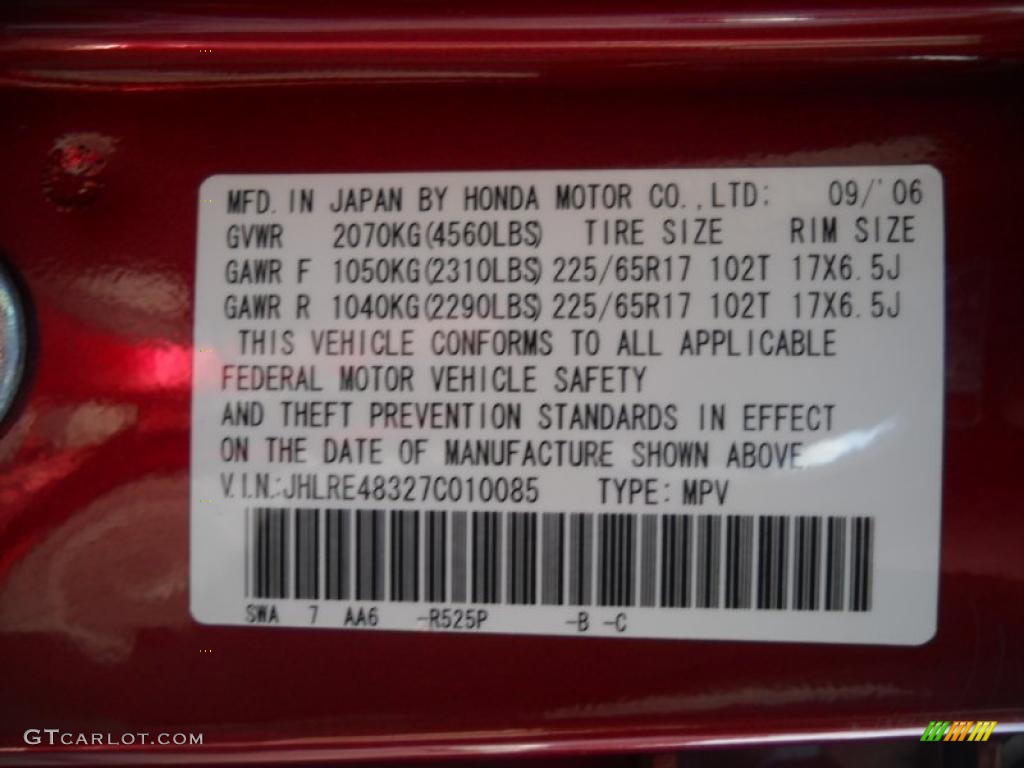 MFD. IN JAPAN BY HONDA MOTOR CO.,LTD: 09/'06
GVWR 2070KG(4560LBS) TIRE SIZE RIM SIZE
GAWR F 1050KG(2310LBS) 225/65R17 102T 17X6.5J
GAWR R 1040KG(2290LBS) 225/65R17 102T 17X6.5J
THIS VEHICLE CONFORMS TO ALL APPLICABLE
FEDERAL MOTOR VEHICLE SAFETY
AND THEFT PREVENTION STANDARDS IN EFFECT
ON THE DATE OF MANUFACTURE SHOWN ABOVE.
V.I.N.:JHLRE48327C010085 TYPE: MPV
SWA 7 AA6 -R525P -B -C
GTCARLOT.COM